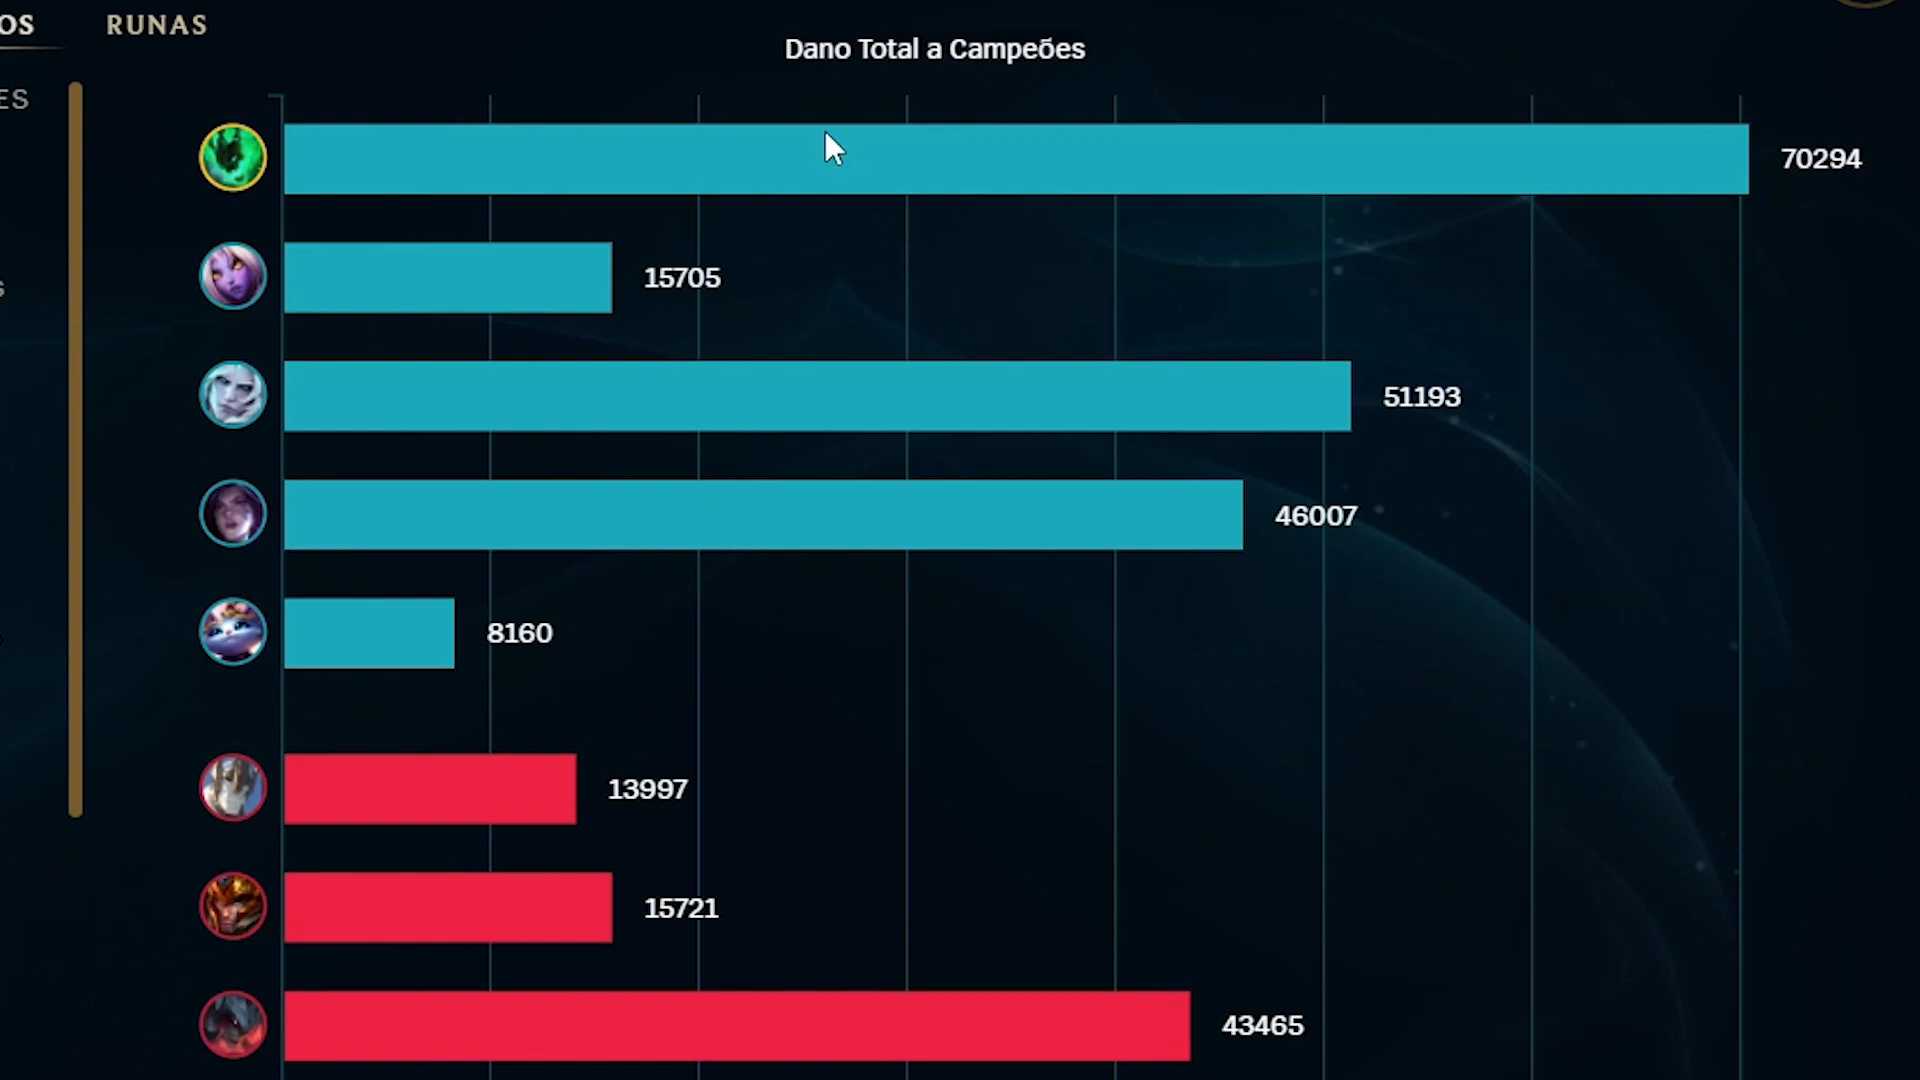 OS
RUNAS
Dano Total a Campeões
ES
S
70294
15705
51193
46007
8160
13997
15721
43465